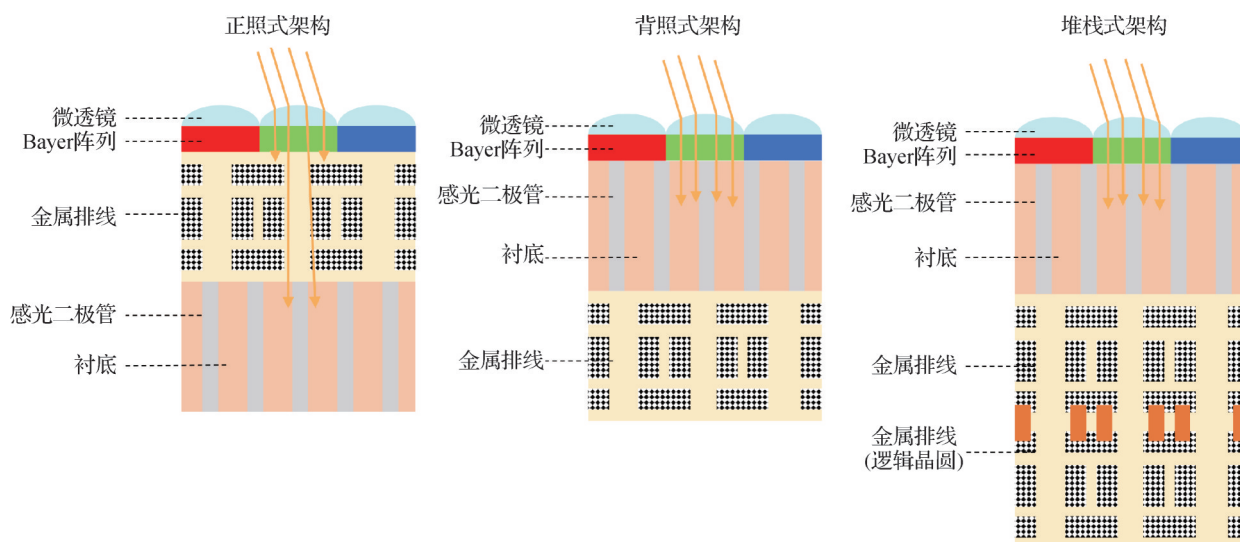 正照式架构
微透镜
Bayer阵列
金属排线
感光二极管
衬底
背照式架构
微透镜
Bayer阵列
感光二极管
衬底
金属排线
堆栈式架构
微透镜
Bayer阵列
感光二极管
衬底
金属排线
金属排线
(逻辑晶圆)